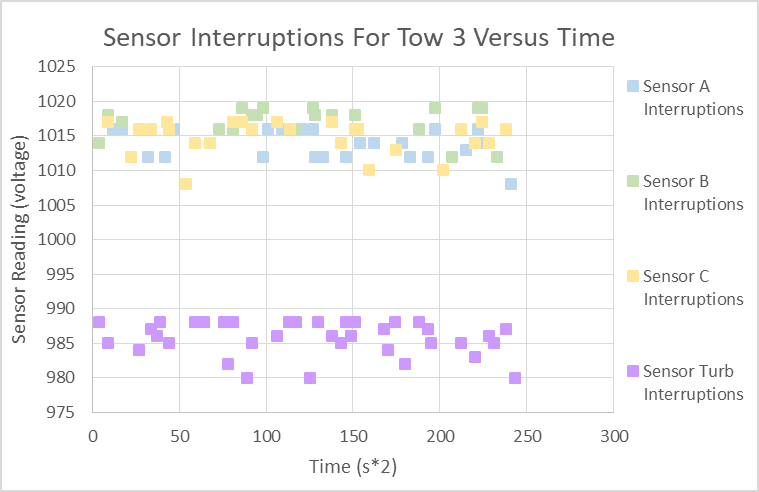 Sensor Interruptions For Tow 3 Versus Time
1025
1020
1015
1010
1005
1000
995
990
985
980
975
Sensor Reading (voltage)
0 50 100 150 200 250 300
Time (s*2)
Sensor A
Interruptions
Sensor B
Interruptions
Sensor C
Interruptions
Sensor Turb
Interruptions